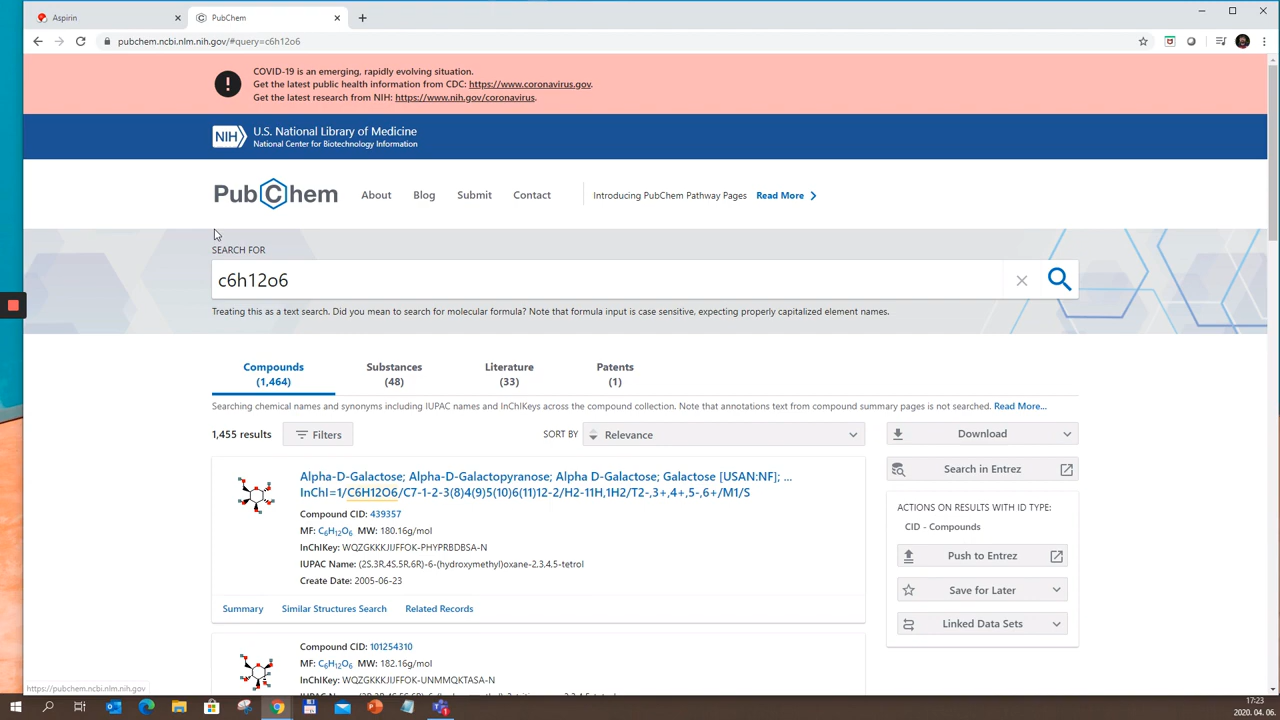 Aspirin
PubChem
pubchem.ncbi.nlm.nih.gov/#query=c6h12o6
COVID-19 is an emerging, rapidly evolving situation.
Get the latest public health information from CDC: https://www.coronavirus.gov.
Get the latest research from NIH: https://www.nih.gov/coronavirus.
NIH
U.S. National Library of Medicine
National Center for Biotechnology Information
PubChem
About Blog Submit Contact
Introducing PubChem Pathway Pages Read More
SEARCH FOR
c6h12o6
Treating this as a text search. Did you mean to search for molecular formula? Note that formula input is case sensitive, expecting properly capitalized element names.
Compounds
(1,464)
Substances
(48)
Literature
(33)
Patents
(1)
Searching chemical names and synonyms including IUPAC names and InChIKeys across the compound collection. Note that annotations text from compound summary pages is not searched. Read More...
1,455 results
Filters
SORT BY Relevance
Download
Alpha-D-Galactose; Alpha-D-Galactopyranose; Alpha D-Galactose; Galactose [USAN:NF]; ...
InChI=1/C6H12O6/C7-1-2-3(8)4(9)5(10)6(11)12-2/H2-11H,1H2/T2-,3+,4+,5-,6+/M1/S
Compound CID: 439357
MF: C6H12O6 MW: 180.16g/mol
InChIKey: WQZGKKKJIJFFOK-PHYPRBDBSA-N
IUPAC Name: (2S,3R,4S,5R,6R)-6-(hydroxymethyl)oxane-2,3,4,5-tetrol
Create Date: 2005-06-23
Summary Similar Structures Search Related Records
Search in Entrez
ACTIONS ON RESULTS WITH ID TYPE:
CID - Compounds
Push to Entrez
Save for Later
Linked Data Sets
Compound CID: 101254310
MF: C6H12O6 MW: 182.16g/mol
InChIKey: WQZGKKKJIJFFOK-UNMMQKTASA-N
https://pubchem.ncbi.nlm.nih.gov
17:23
2020. 04. 06.